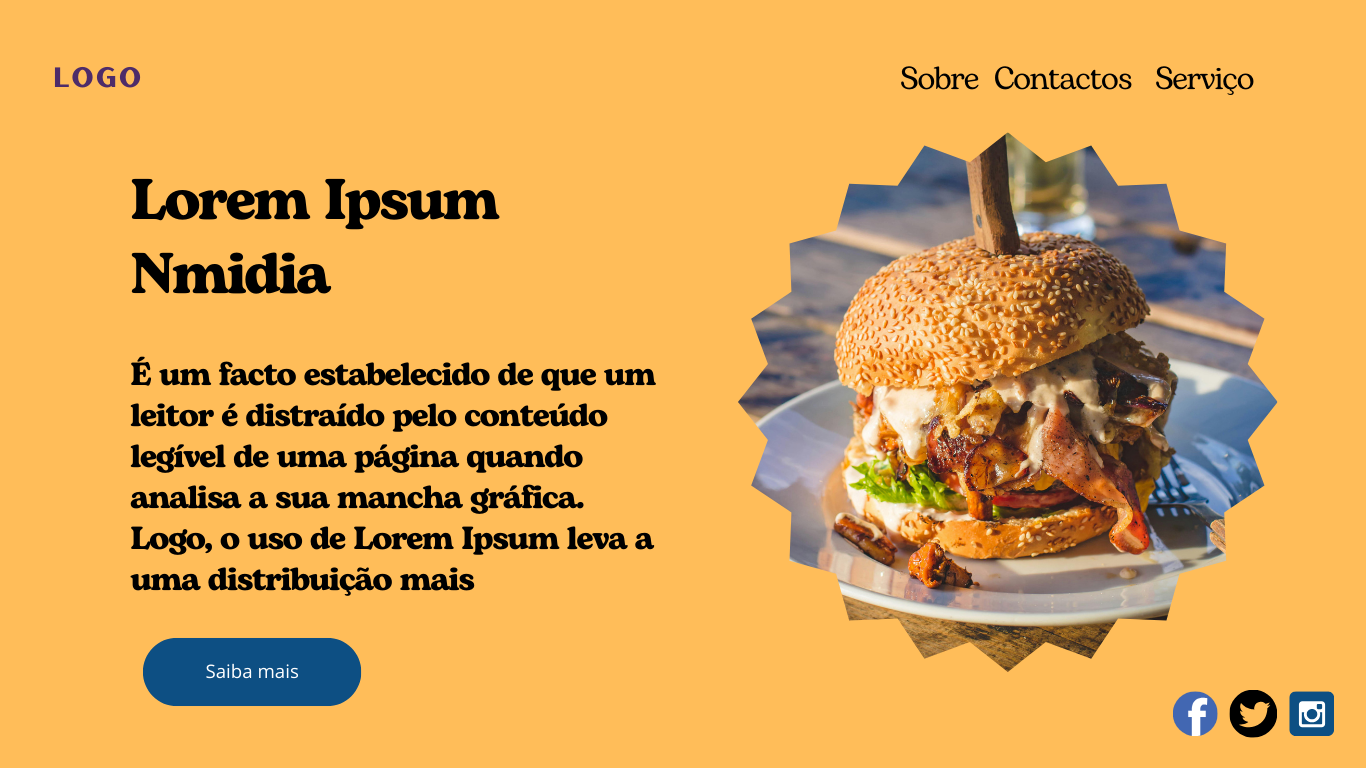 LOGO
Sobre Contactos Serviço
Lorem Ipsum
Nmidia
É um facto estabelecido de que um
leitor é distraído pelo conteúdo
legível de uma página quando
analisa a sua mancha gráfica.
Logo, o uso de Lorem Ipsum leva a
uma distribuição mais
Saiba mais